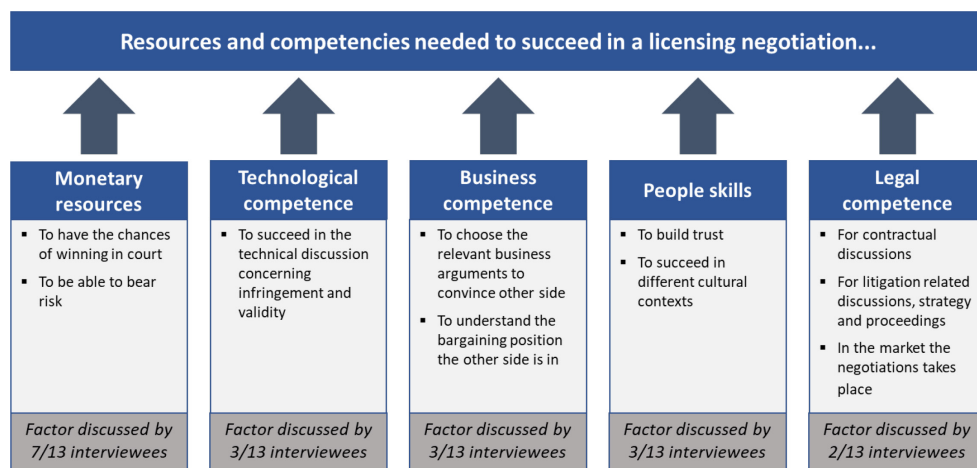 Resources and competencies needed to succeed in a licensing negotiation...
Monetary
resources
▪ To have the chances
of winning in court
▪ To be able to bear
risk
Factor discussed by
7/13 interviewees
Technological
competence
▪ To succeed in the
technical discussion
concerning
infringement and
validity
Factor discussed by
3/13 interviewees
Business
competence
▪ To choose the
relevant business
arguments to
convince other side
▪ To understand the
bargaining position
the other side is in
Factor discussed by
3/13 interviewees
People skills
▪ To build trust
▪ To succeed in
different cultural
contexts
Factor discussed by
3/13 interviewees
Legal
competence
▪ For contractual
discussions
▪ For litigation related
discussions, strategy
and proceedings
▪ In the market the
negotiations takes
place
Factor discussed by
2/13 interviewees